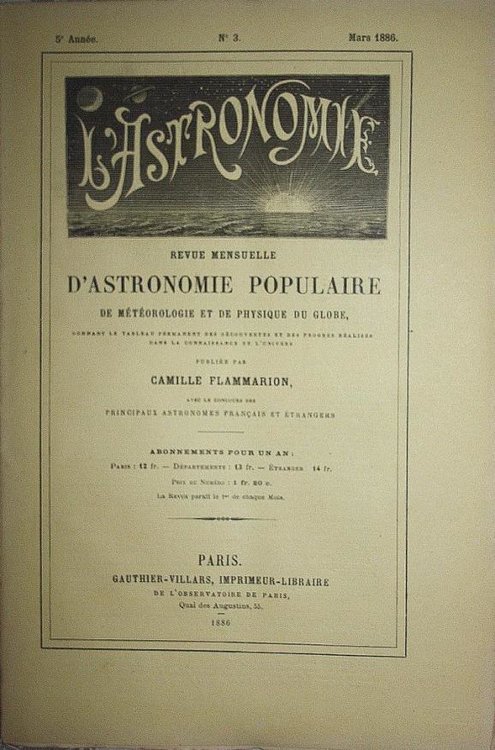 5e Année.
N° 3.
Mars 1886.
L'ASTRONOMIE
REVUE MENSUELLE
D'ASTRONOMIE POPULAIRE
DE MÉTÉOROLOGIE ET DE PHYSIQUE DU GLOBE,
DONNANT LE TABLEAU PERMANENT DES DÉCOUVERTES ET DES PROGRÈS RÉALISÉS
DANS LA CONNAISSANCE DE L'UNIVERS
PUBLIÉE PAR
CAMILLE FLAMMARION,
AVEC LE CONCOURS DES
PRINCIPAUX ASTRONOMES FRANÇAIS ET ÉTRANGERS
ABONNEMENTS POUR UN AN:
PARIS : 12 fr. — DÉPARTEMENTS : 13 fr. — ÉTRANGER 14 fr.
PRIX DU NUMÉRO : 1 fr. 20 c.
LA REVUE paraît le 1er de chaque MOIS.
PARIS.
GAUTHIER-VILLARS, IMPRIMEUR-LIBRAIRE
DE L'OBSERVATOIRE DE PARIS,
Quai des Augustins, 55.
1886